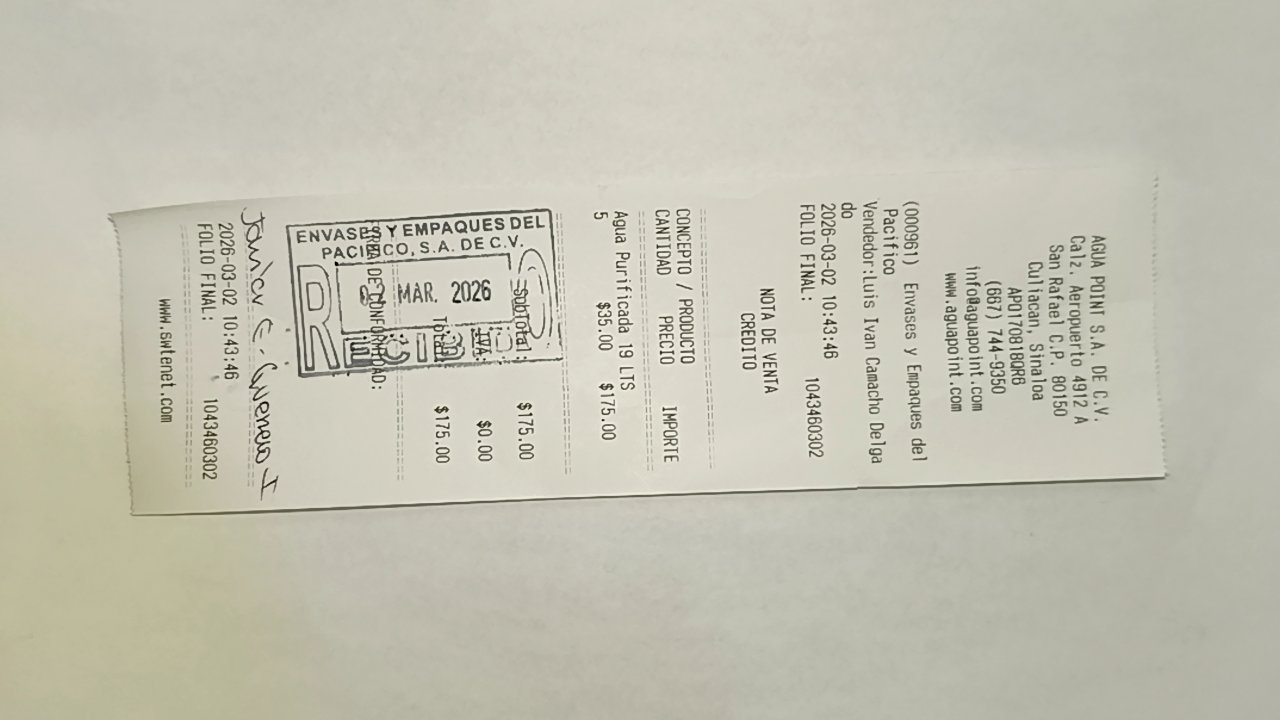 AGUA POINT S.A. DE C.V.
Calz. Aeropuerto 4912 A
San Rafael C.P. 80150
Culiacan, Sinaloa
APO170818QR6
(667) 744-9350
info@aguapoint.com
www.aguapoint.com
(000961) Envases y Empaques del
Pacifico
Vendedor:Luis Ivan Camacho Delga
do
2026-03-02 10:43:46
FOLIO FINAL: 1043460302
NOTA DE VENTA
CREDITO
CONCEPTO / PRODUCTO
CANTIDAD PRECIO IMPORTE
Agua Purificada 19 LTS
5 $35.00 $175.00
SubTotal: $175.00
IVA: $0.00
Total: $175.00
ENVASES Y EMPAQUES DEL
PACIFICO, S.A. DE C.V.
MAR. 2026
RECIBIDO
FIRMA DE CONFORMIDAD:
2026-03-02 10:43:46
FOLIO FINAL: 1043460302
www.swtenet.com